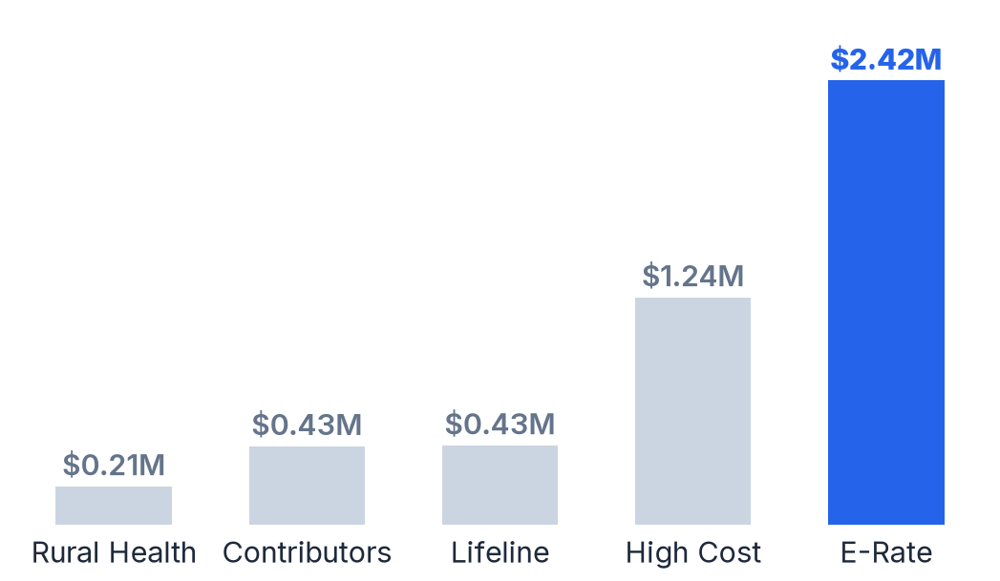 $2.42M
$1.24M
$0.43M
$0.43M
$0.21M
Rural Health Contributors Lifeline High Cost E-Rate